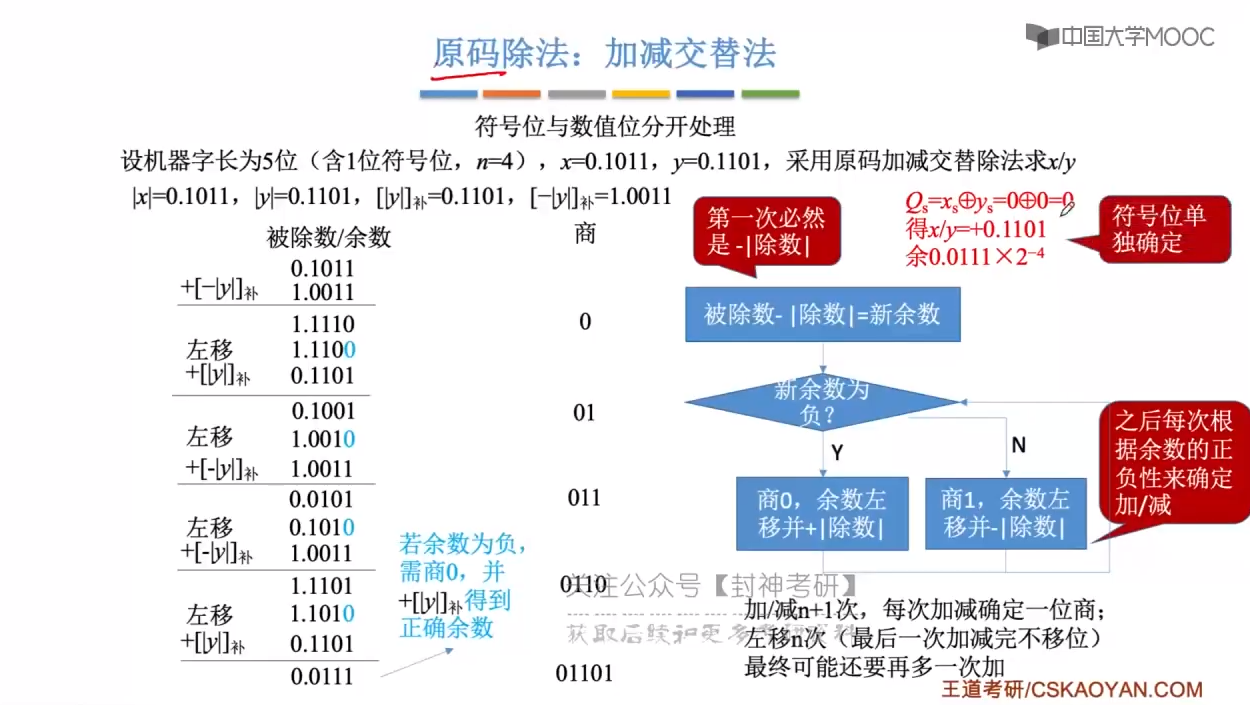 中国大学MOOC
原码除法：加减交替法
符号位与数值位分开处理
设机器字长为5位（含1位符号位，n=4），x=0.1011，y=0.1101，采用原码加减交替除法求x/y
|x|=0.1011，|y|=0.1101，[|y|]补=0.1101，[−|y|]补=1.0011
被除数/余数 商
0.1011
+[−|y|]补 1.0011
1.1110 0
左移 1.1100
+[|y|]补 0.1101
0.1001 01
左移 1.0010
+[-|y|]补 1.0011
0.0101 011
左移 0.1010
+[-|y|]补 1.0011
1.1101 0110
左移 1.1010
+[|y|]补 0.1101
0.0111 01101
若余数为负，
需商0，并
+[|y|]补得到
正确余数
第一次必然
是 -|除数|
Qs=xs⊕ys=0⊕0=0
得x/y=+0.1101
余0.0111×2⁻⁴
符号位单
独确定
被除数- |除数|=新余数
新余数为
负？
Y
N
商0，余数左
移并+|除数|
商1，余数左
移并-|除数|
之后每次根
据余数的正
负性来确定
加/减
关注公众号【封神考研】
获取后续和更多考研资料
加/减n+1次，每次加减确定一位商；
左移n次（最后一次加减完不移位）
最终可能还要再多一次加
王道考研/CSKAOYAN.COM